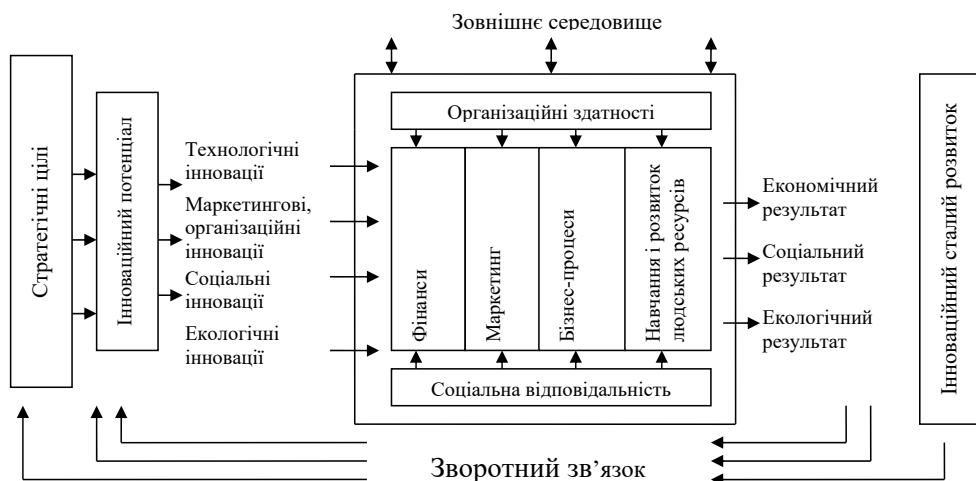 Зовнішнє середовище
Стратегічні цілі
Інноваційний потенціал
Технологічні
інновації
Маркетингові,
організаційні
інновації
Соціальні
інновації
Екологічні
інновації
Організаційні здатності
Фінанси
Маркетинг
Бізнес-процеси
Навчання і розвиток
людських ресурсів
Соціальна відповідальність
Економічний
результат
Соціальний
результат
Екологічний
результат
Інноваційний сталий розвиток
Зворотний зв’язок